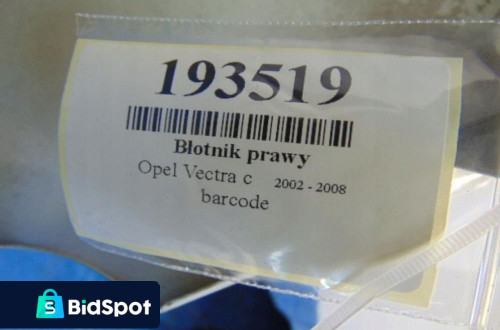 193519
Błotnik prawy
Opel Vectra c 2002 - 2008
barcode
BidSpot